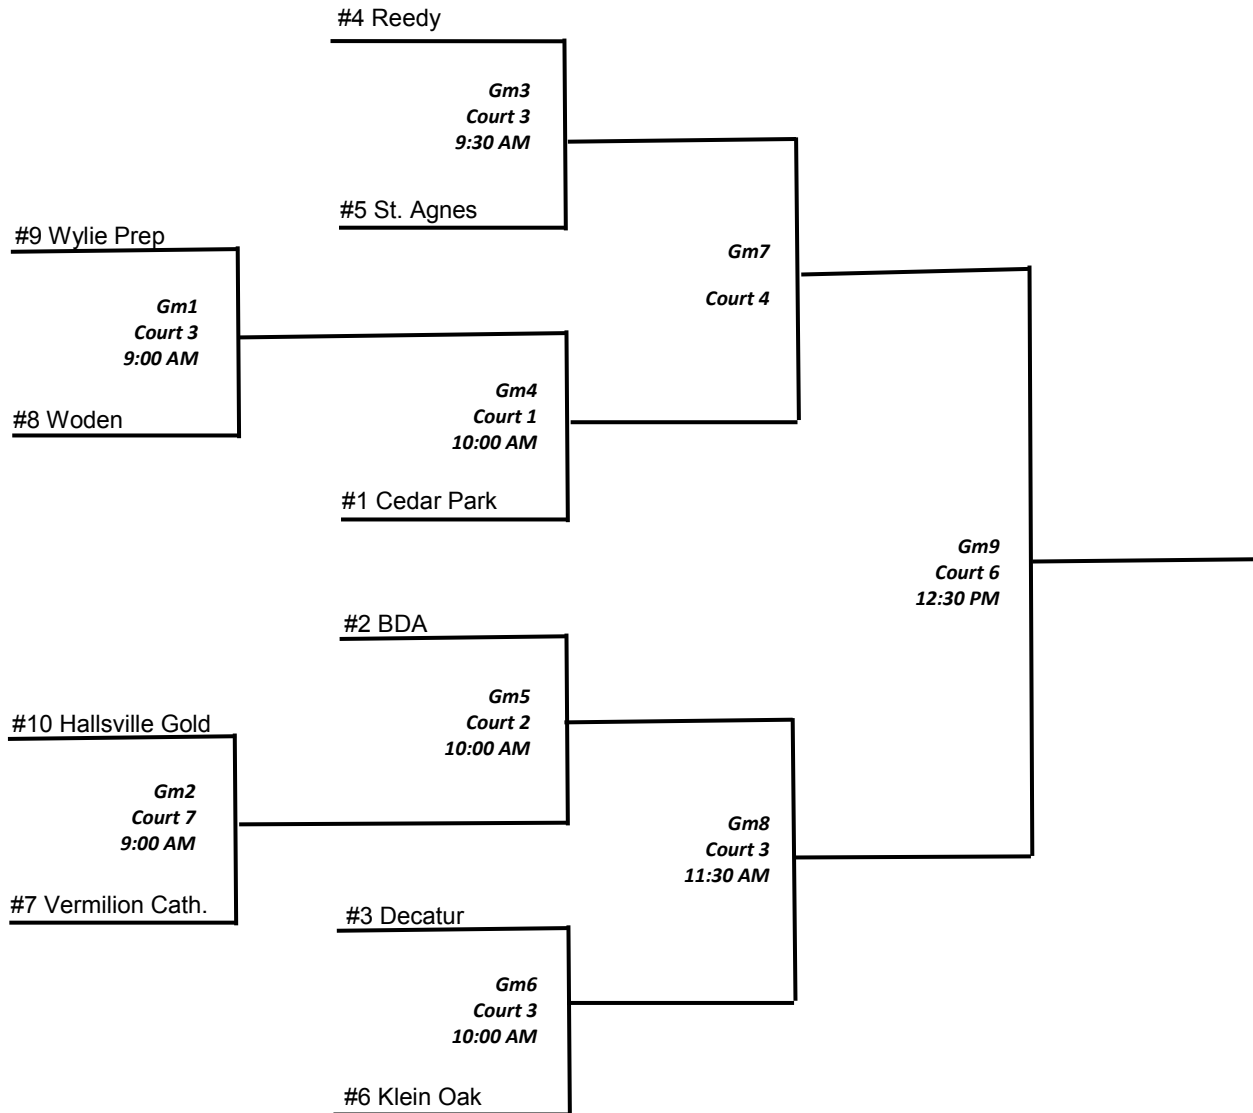 #4 Reedy
Gm3
Court 3
9:30 AM
#5 St. Agnes
#9 Wylie Prep
Gm1
Court 3
9:00 AM
#8 Woden
Gm7
Court 4
Gm4
Court 1
10:00 AM
#1 Cedar Park
Gm9
Court 6
12:30 PM
#2 BDA
Gm5
Court 2
10:00 AM
#10 Hallsville Gold
Gm2
Court 7
9:00 AM
#7 Vermilion Cath.
Gm8
Court 3
11:30 AM
#3 Decatur
Gm6
Court 3
10:00 AM
#6 Klein Oak